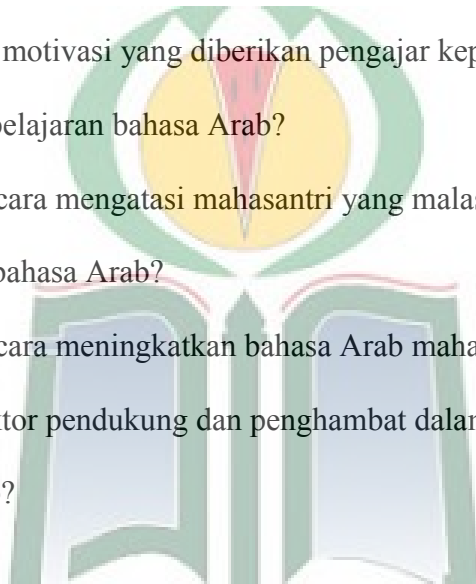 motivasi yang diberikan pengajar kep
pelajaran bahasa Arab?
cara mengatasi mahasantri yang malas
bahasa Arab?
cara meningkatkan bahasa Arab maha
ktor pendukung dan penghambat dalam
?